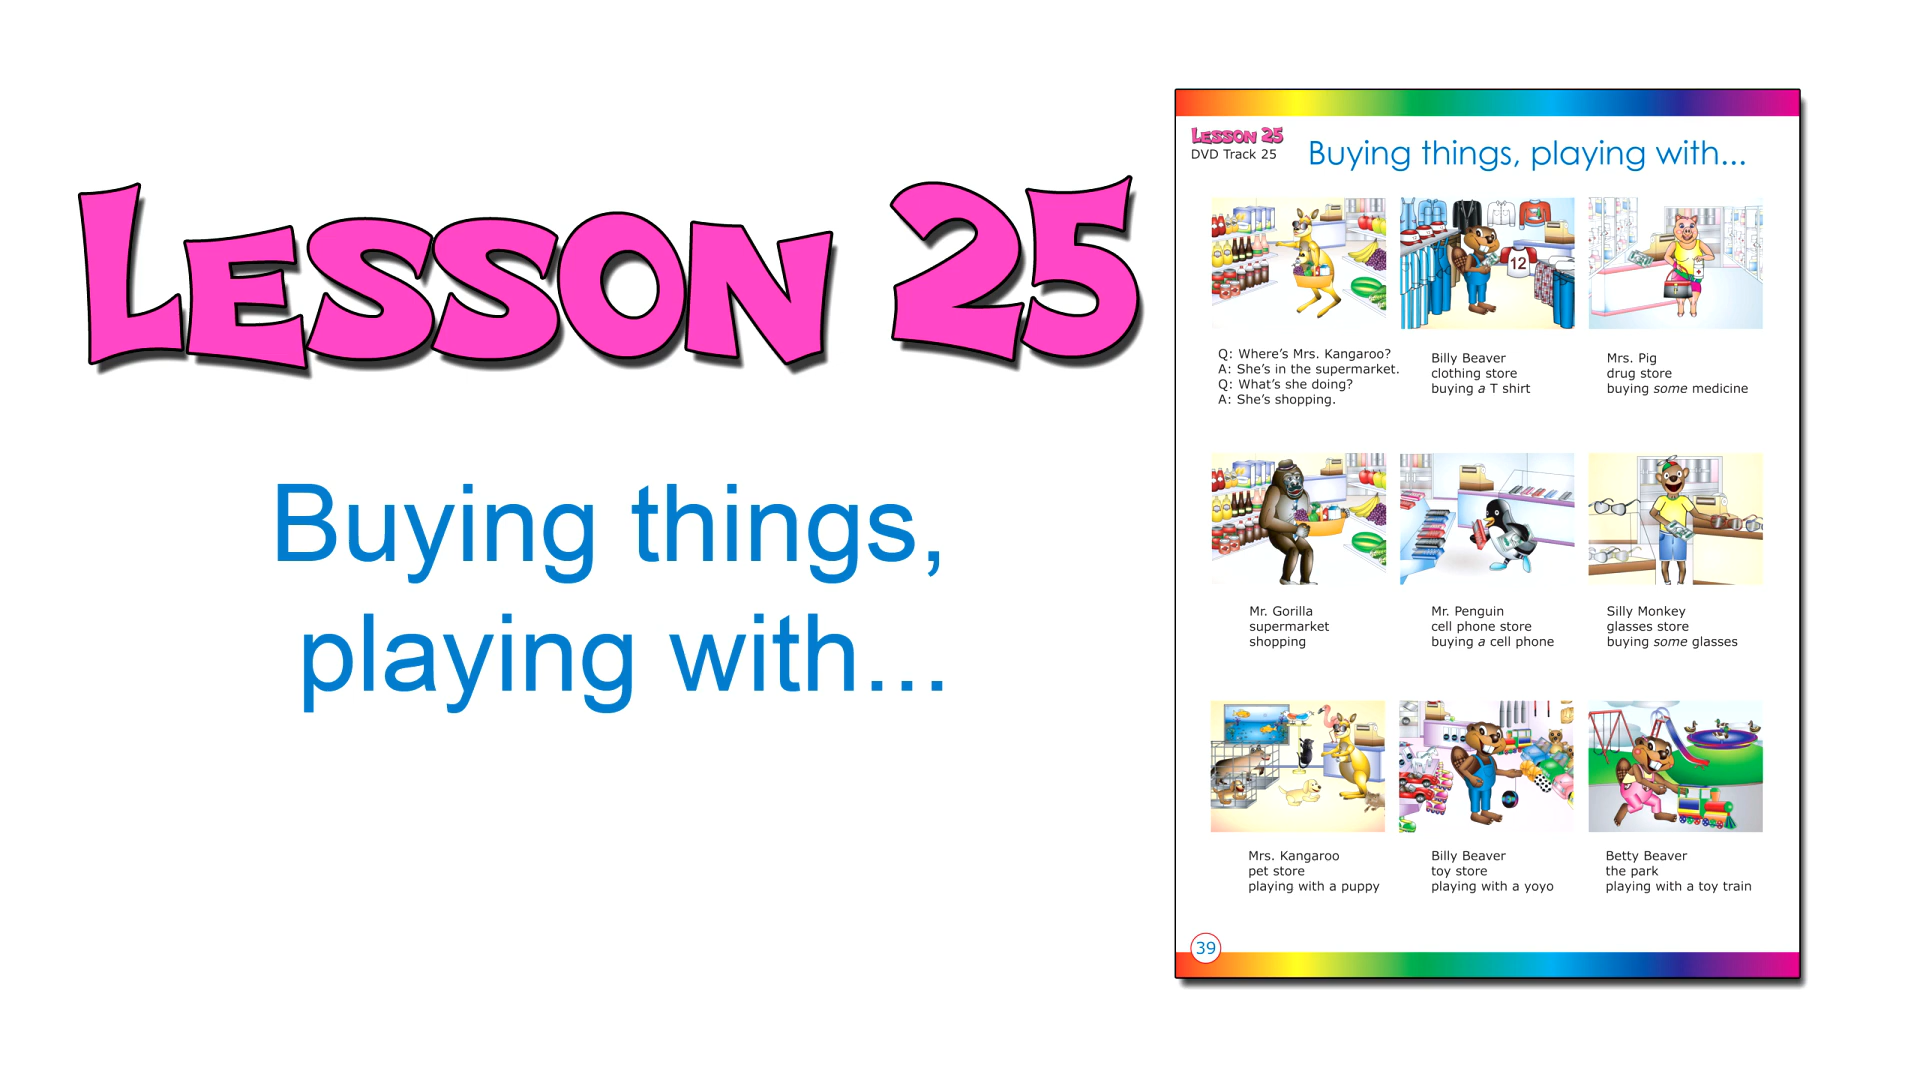 LESSON 25
Buying things,
playing with...
LESSON 25
DVD Track 25
Buying things, playing with...
12
Q: Where's Mrs. Kangaroo?
A: She's in the supermarket.
Q: What's she doing?
A: She's shopping.
Billy Beaver
clothing store
buying a T shirt
Mrs. Pig
drug store
buying some medicine
Mr. Gorilla
supermarket
shopping
Mr. Penguin
cell phone store
buying a cell phone
Silly Monkey
glasses store
buying some glasses
Mrs. Kangaroo
pet store
playing with a puppy
Billy Beaver
toy store
playing with a yoyo
Betty Beaver
the park
playing with a toy train
39